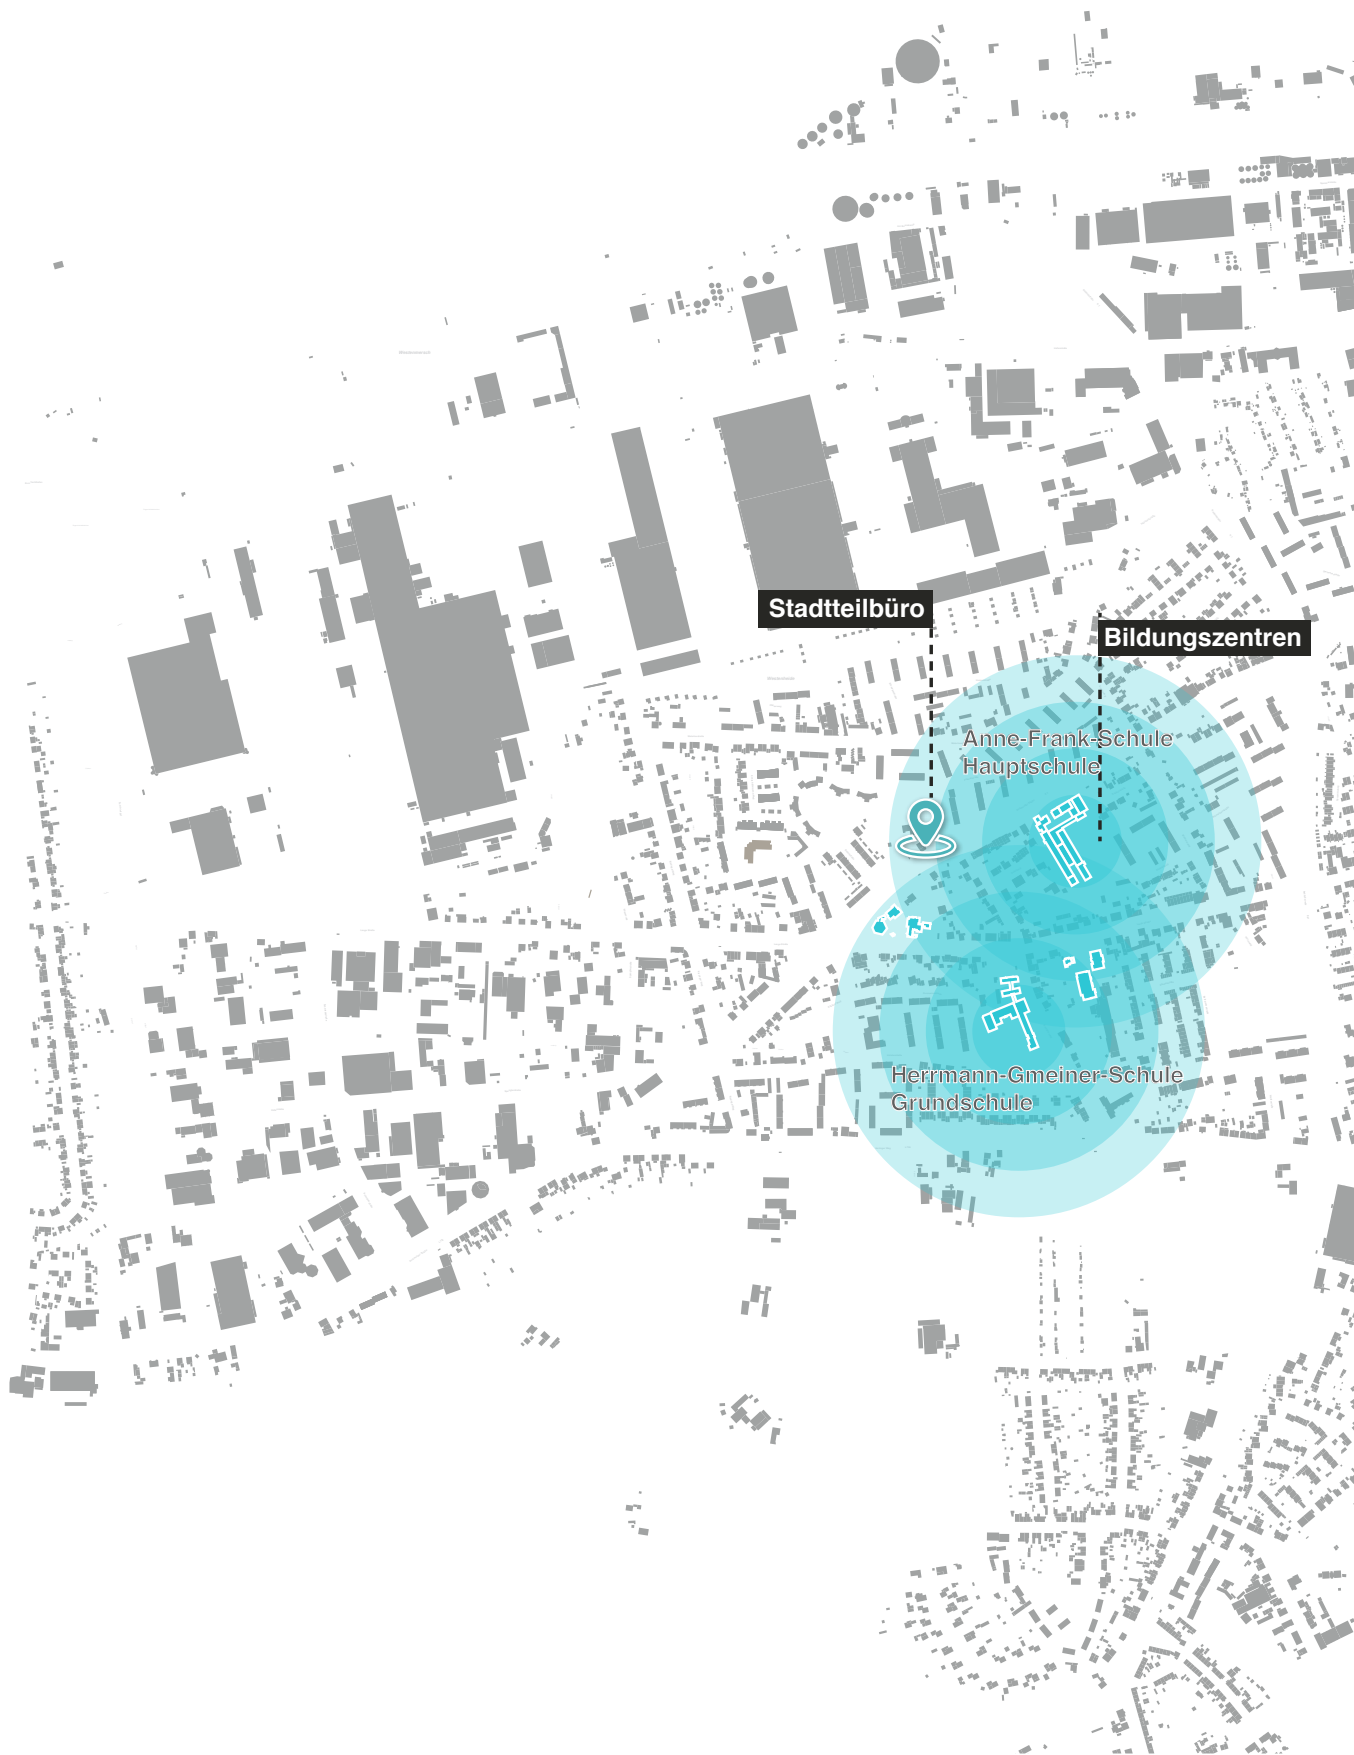 Stadtteilbüro
Bildungszentren
Anne-Frank-Schule
Hauptschule
Herrmann-Gmeiner-Schule
Grundschule